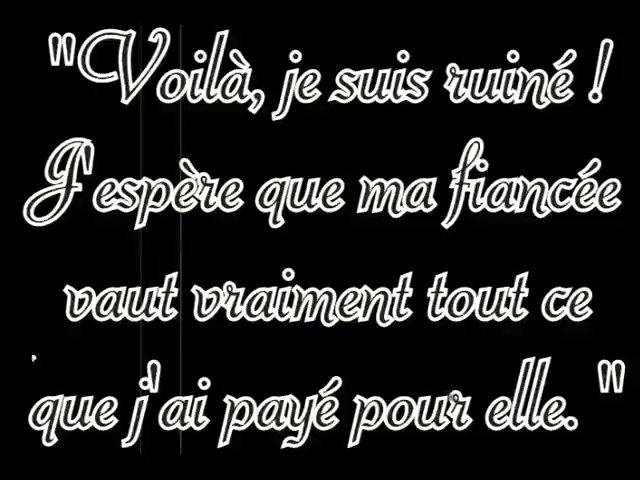 "Voilà, je suis ruiné !
J'espère que ma fiancée
vaut vraiment tout ce
que j'ai payé pour elle. "